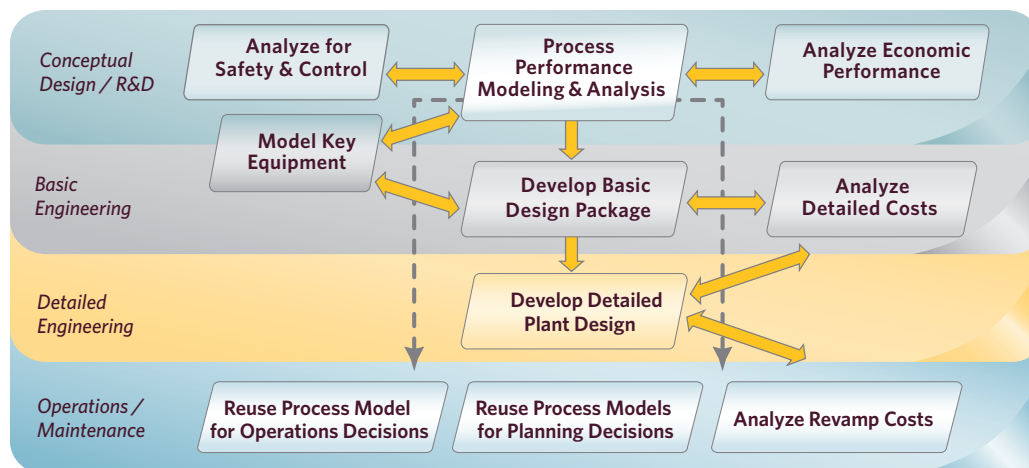 Conceptual
Design / R&D
Analyze for
Safety & Control
Process
Performance
Modeling & Analysis
Analyze Economic
Performance
Model Key
Equipment
Basic
Engineering
Develop Basic
Design Package
Analyze
Detailed Costs
Detailed
Engineering
Develop Detailed
Plant Design
Operations /
Maintenance
Reuse Process Model
for Operations Decisions
Reuse Process Models
for Planning Decisions
Analyze Revamp Costs